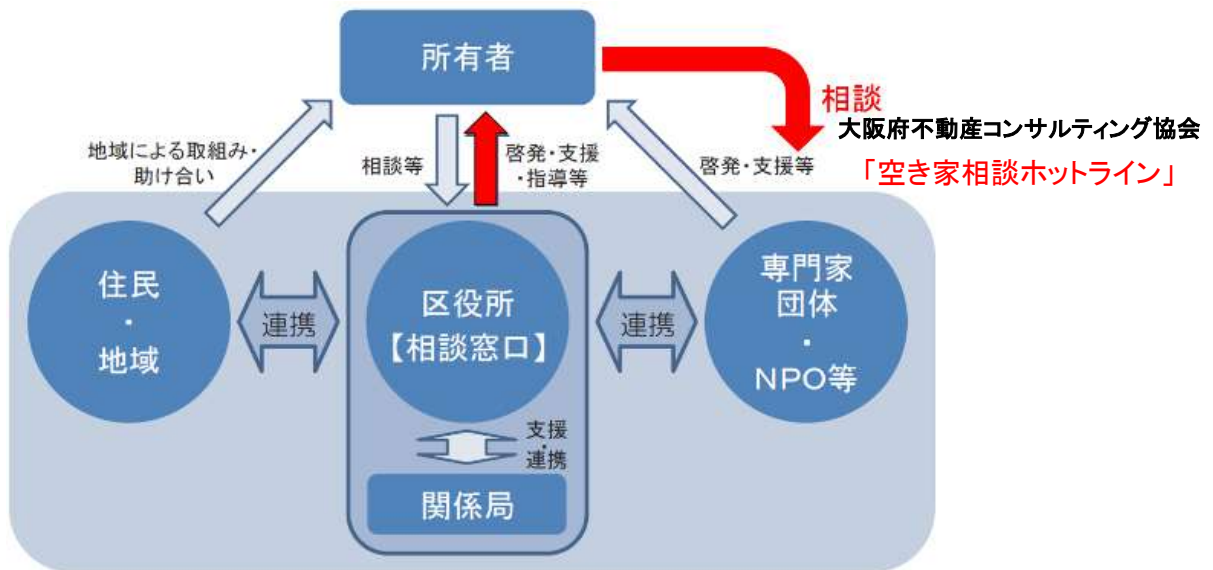 所有者
相談
大阪府不動産コンサルティング協会
「空き家相談ホットライン」
地域による取組み・
助け合い
相談等
啓発・支援
・指導等
啓発・支援等
住民
・
地域
連携
区役所
【相談窓口】
連携
専門家
団体
・
NPO等
支援
・
連携
関係局